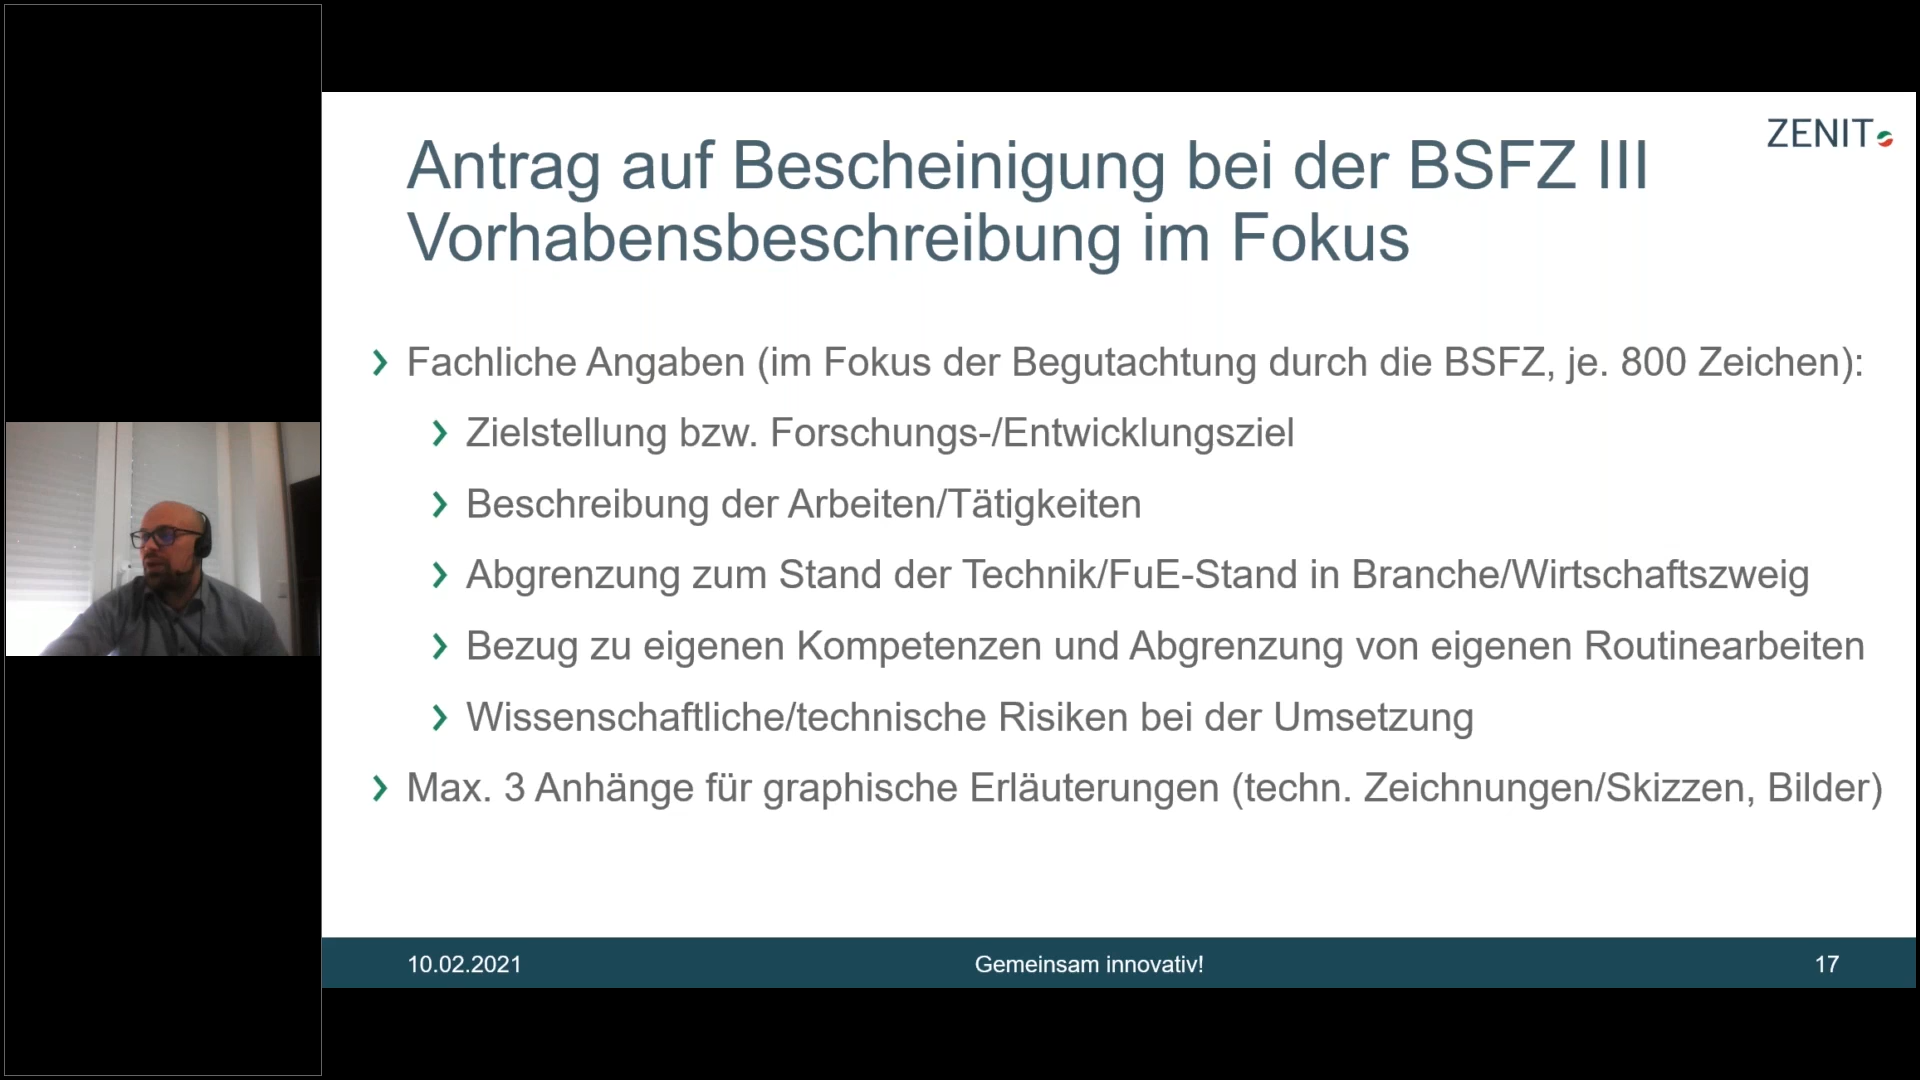 ZENIT
Antrag auf Bescheinigung bei der BSFZ III
Vorhabensbeschreibung im Fokus
Fachliche Angaben (im Fokus der Begutachtung durch die BSFZ, je. 800 Zeichen):
Zielstellung bzw. Forschungs-/Entwicklungsziel
Beschreibung der Arbeiten/Tätigkeiten
Abgrenzung zum Stand der Technik/FuE-Stand in Branche/Wirtschaftszweig
Bezug zu eigenen Kompetenzen und Abgrenzung von eigenen Routinearbeiten
Wissenschaftliche/technische Risiken bei der Umsetzung
Max. 3 Anhänge für graphische Erläuterungen (techn. Zeichnungen/Skizzen, Bilder)
10.02.2021
Gemeinsam innovativ!
17